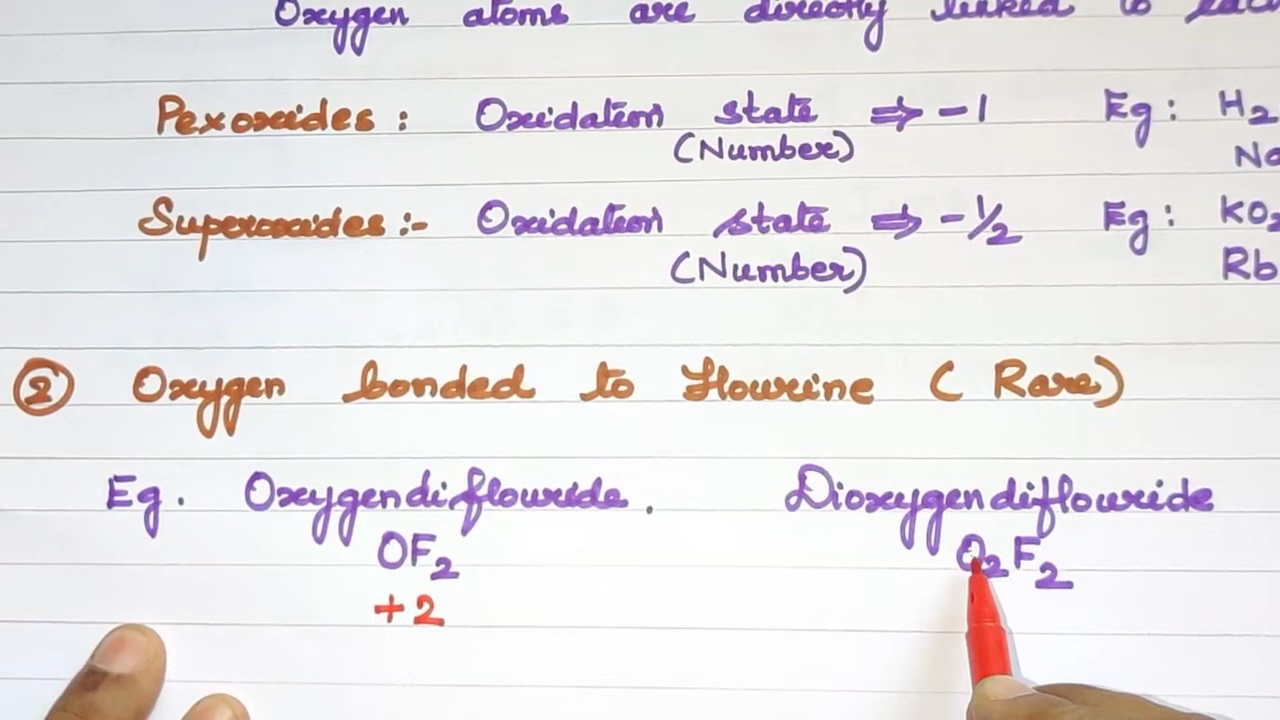 Oxygen atoms are directly linked to each
Peroxides : Oxidation state ⇒ -1 Eg: H2
(Number) Na
Superoxides :- Oxidation state ⇒ -1/2 Eg: KO2
(Number) Rb
② Oxygen bonded to flourine ( Rare)
Eg. Oxygendiflouride. Dioxygendiflouride
OF2 O2F2
+2